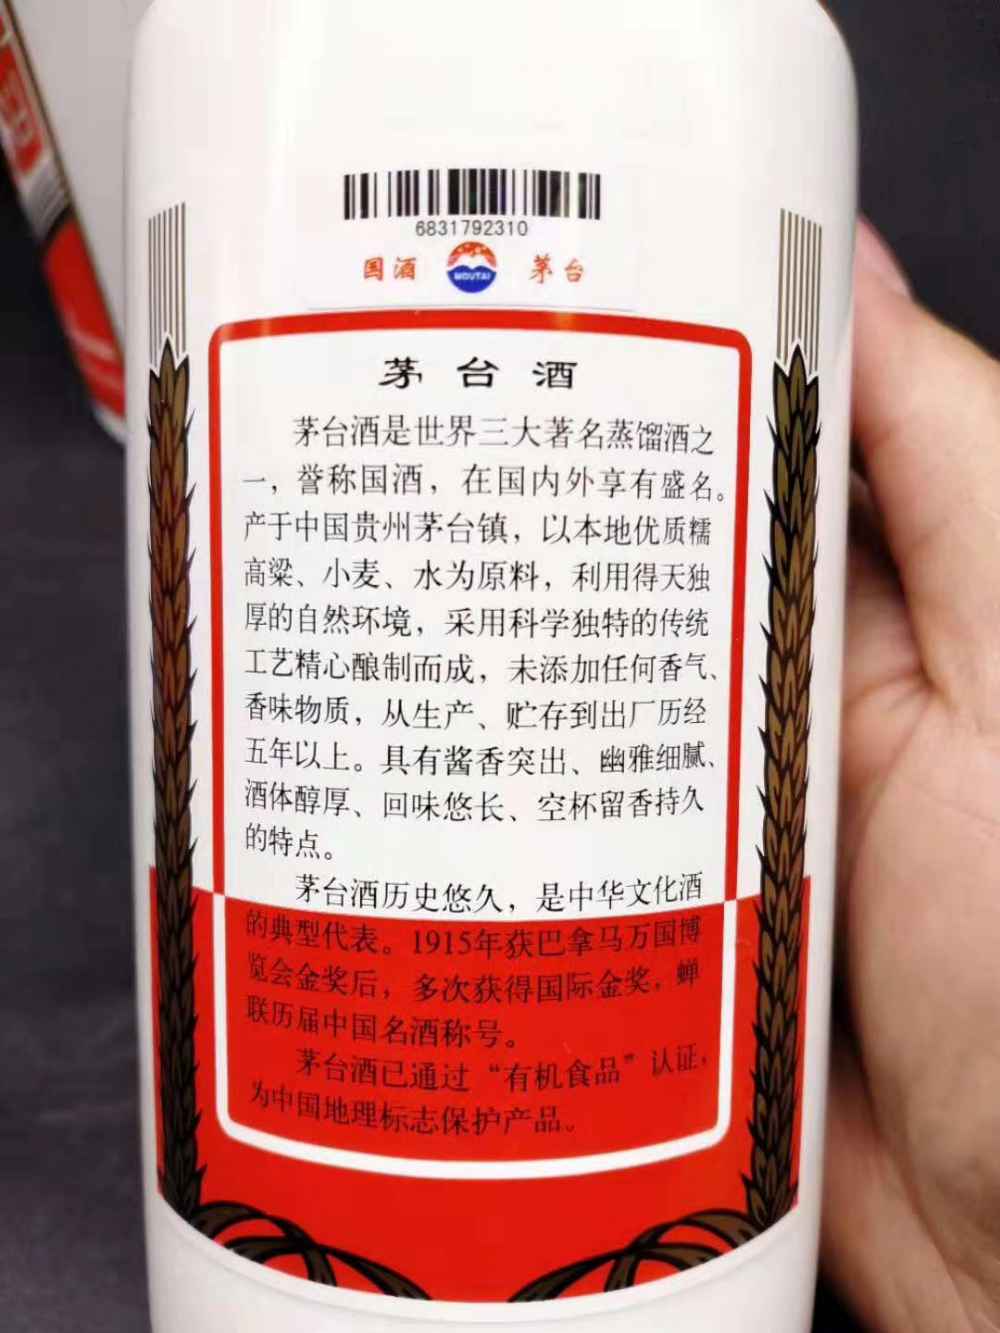 6831792310
国酒 MOUTAI 茅台
茅台酒
茅台酒是世界三大著名蒸馏酒之
一，誉称国酒，在国内外享有盛名。
产于中国贵州茅台镇，以本地优质糯
高粱、小麦、水为原料，利用得天独
厚的自然环境，采用科学独特的传统
工艺精心酿制而成，未添加任何香气、
香味物质，从生产、贮存到出厂历经
五年以上。具有酱香突出、幽雅细腻、
酒体醇厚、回味悠长、空杯留香持久
的特点。
茅台酒历史悠久，是中华文化酒
的典型代表。1915年获巴拿马万国博
览会金奖后，多次获得国际金奖，蝉
联历届中国名酒称号。
茅台酒已通过“有机食品”认证，
为中国地理标志保护产品。